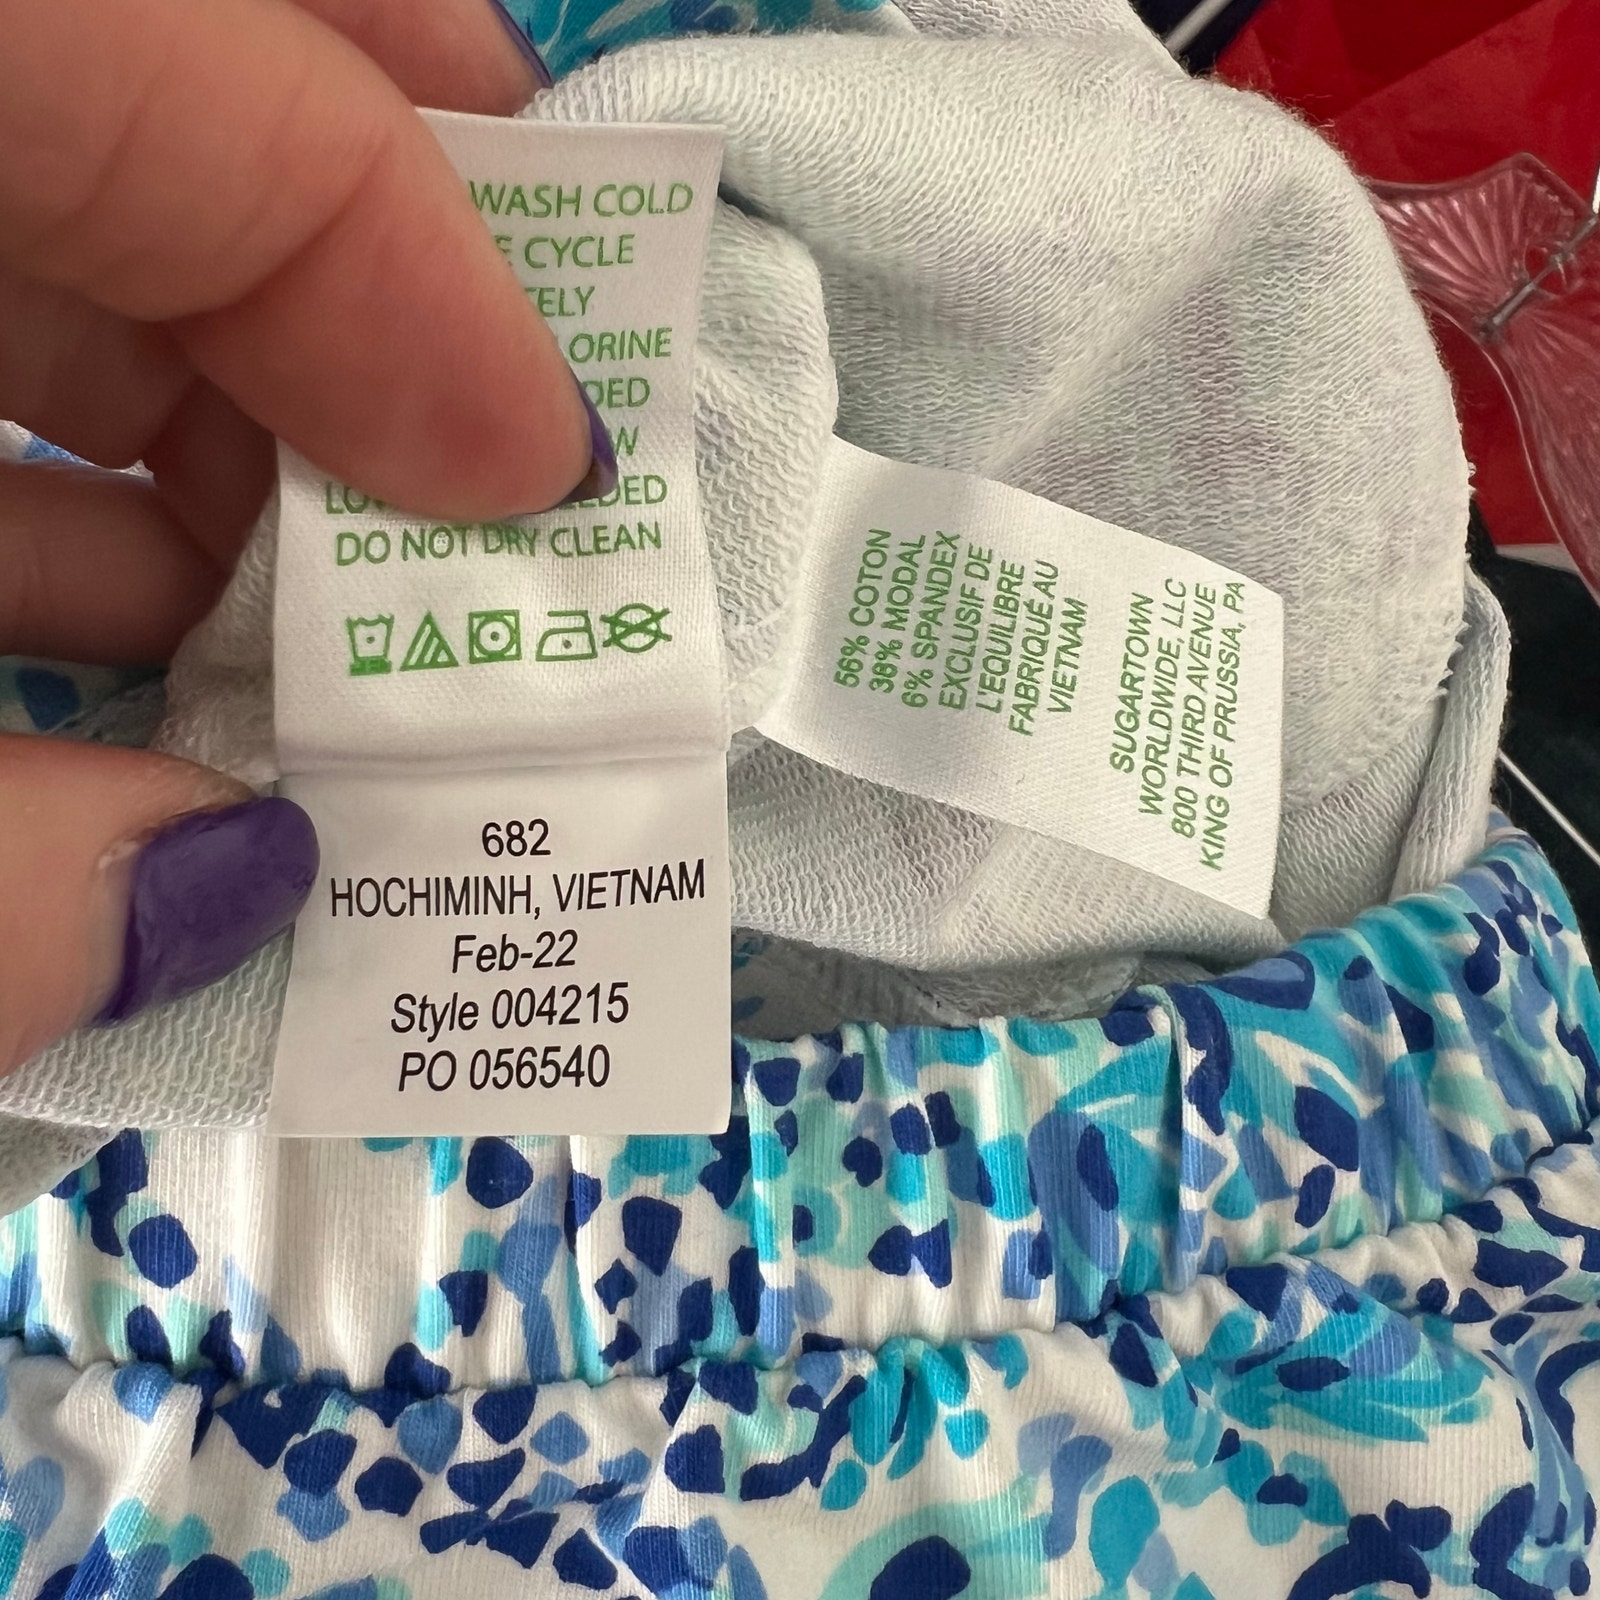 WASH COLD
CYCLE
LORINE
DO NOT DRY CLEAN
682
HOCHIMINH, VIETNAM
Feb-22
Style 004215
PO 056540
56% COTON
38% MODAL
6% SPANDEX
EXCLUSIF DE
L'EQUILIBRE
FABRIQUÉ AU
VIETNAM
SUGARTOWN
WORLDWIDE, LLC
800 THIRD AVENUE
KING OF PRUSSIA, PA